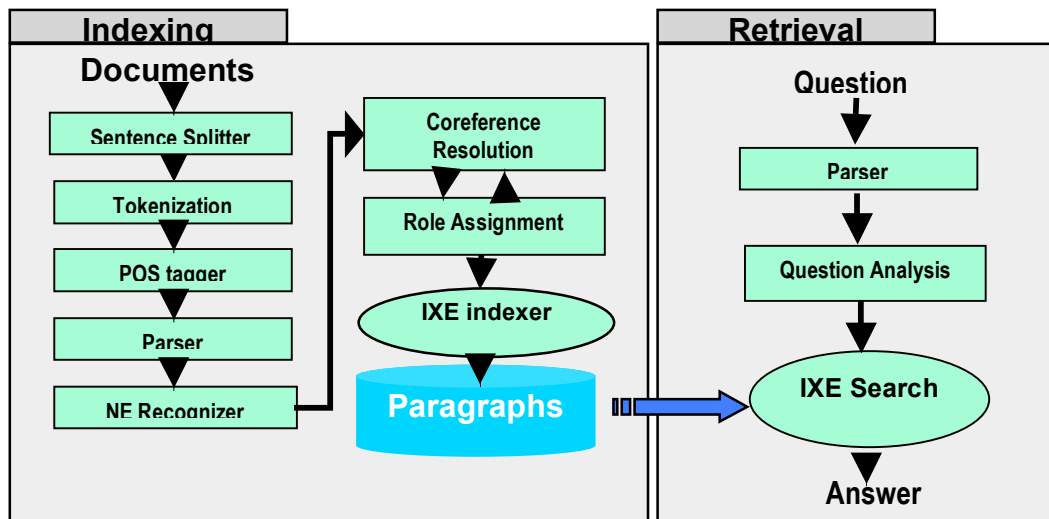 Indexing
Documents
Sentence Splitter
Tokenization
POS tagger
Parser
NE Recognizer
Coreference
Resolution
Role Assignment
IXE indexer
Paragraphs
Retrieval
Question
Parser
Question Analysis
IXE Search
Answer